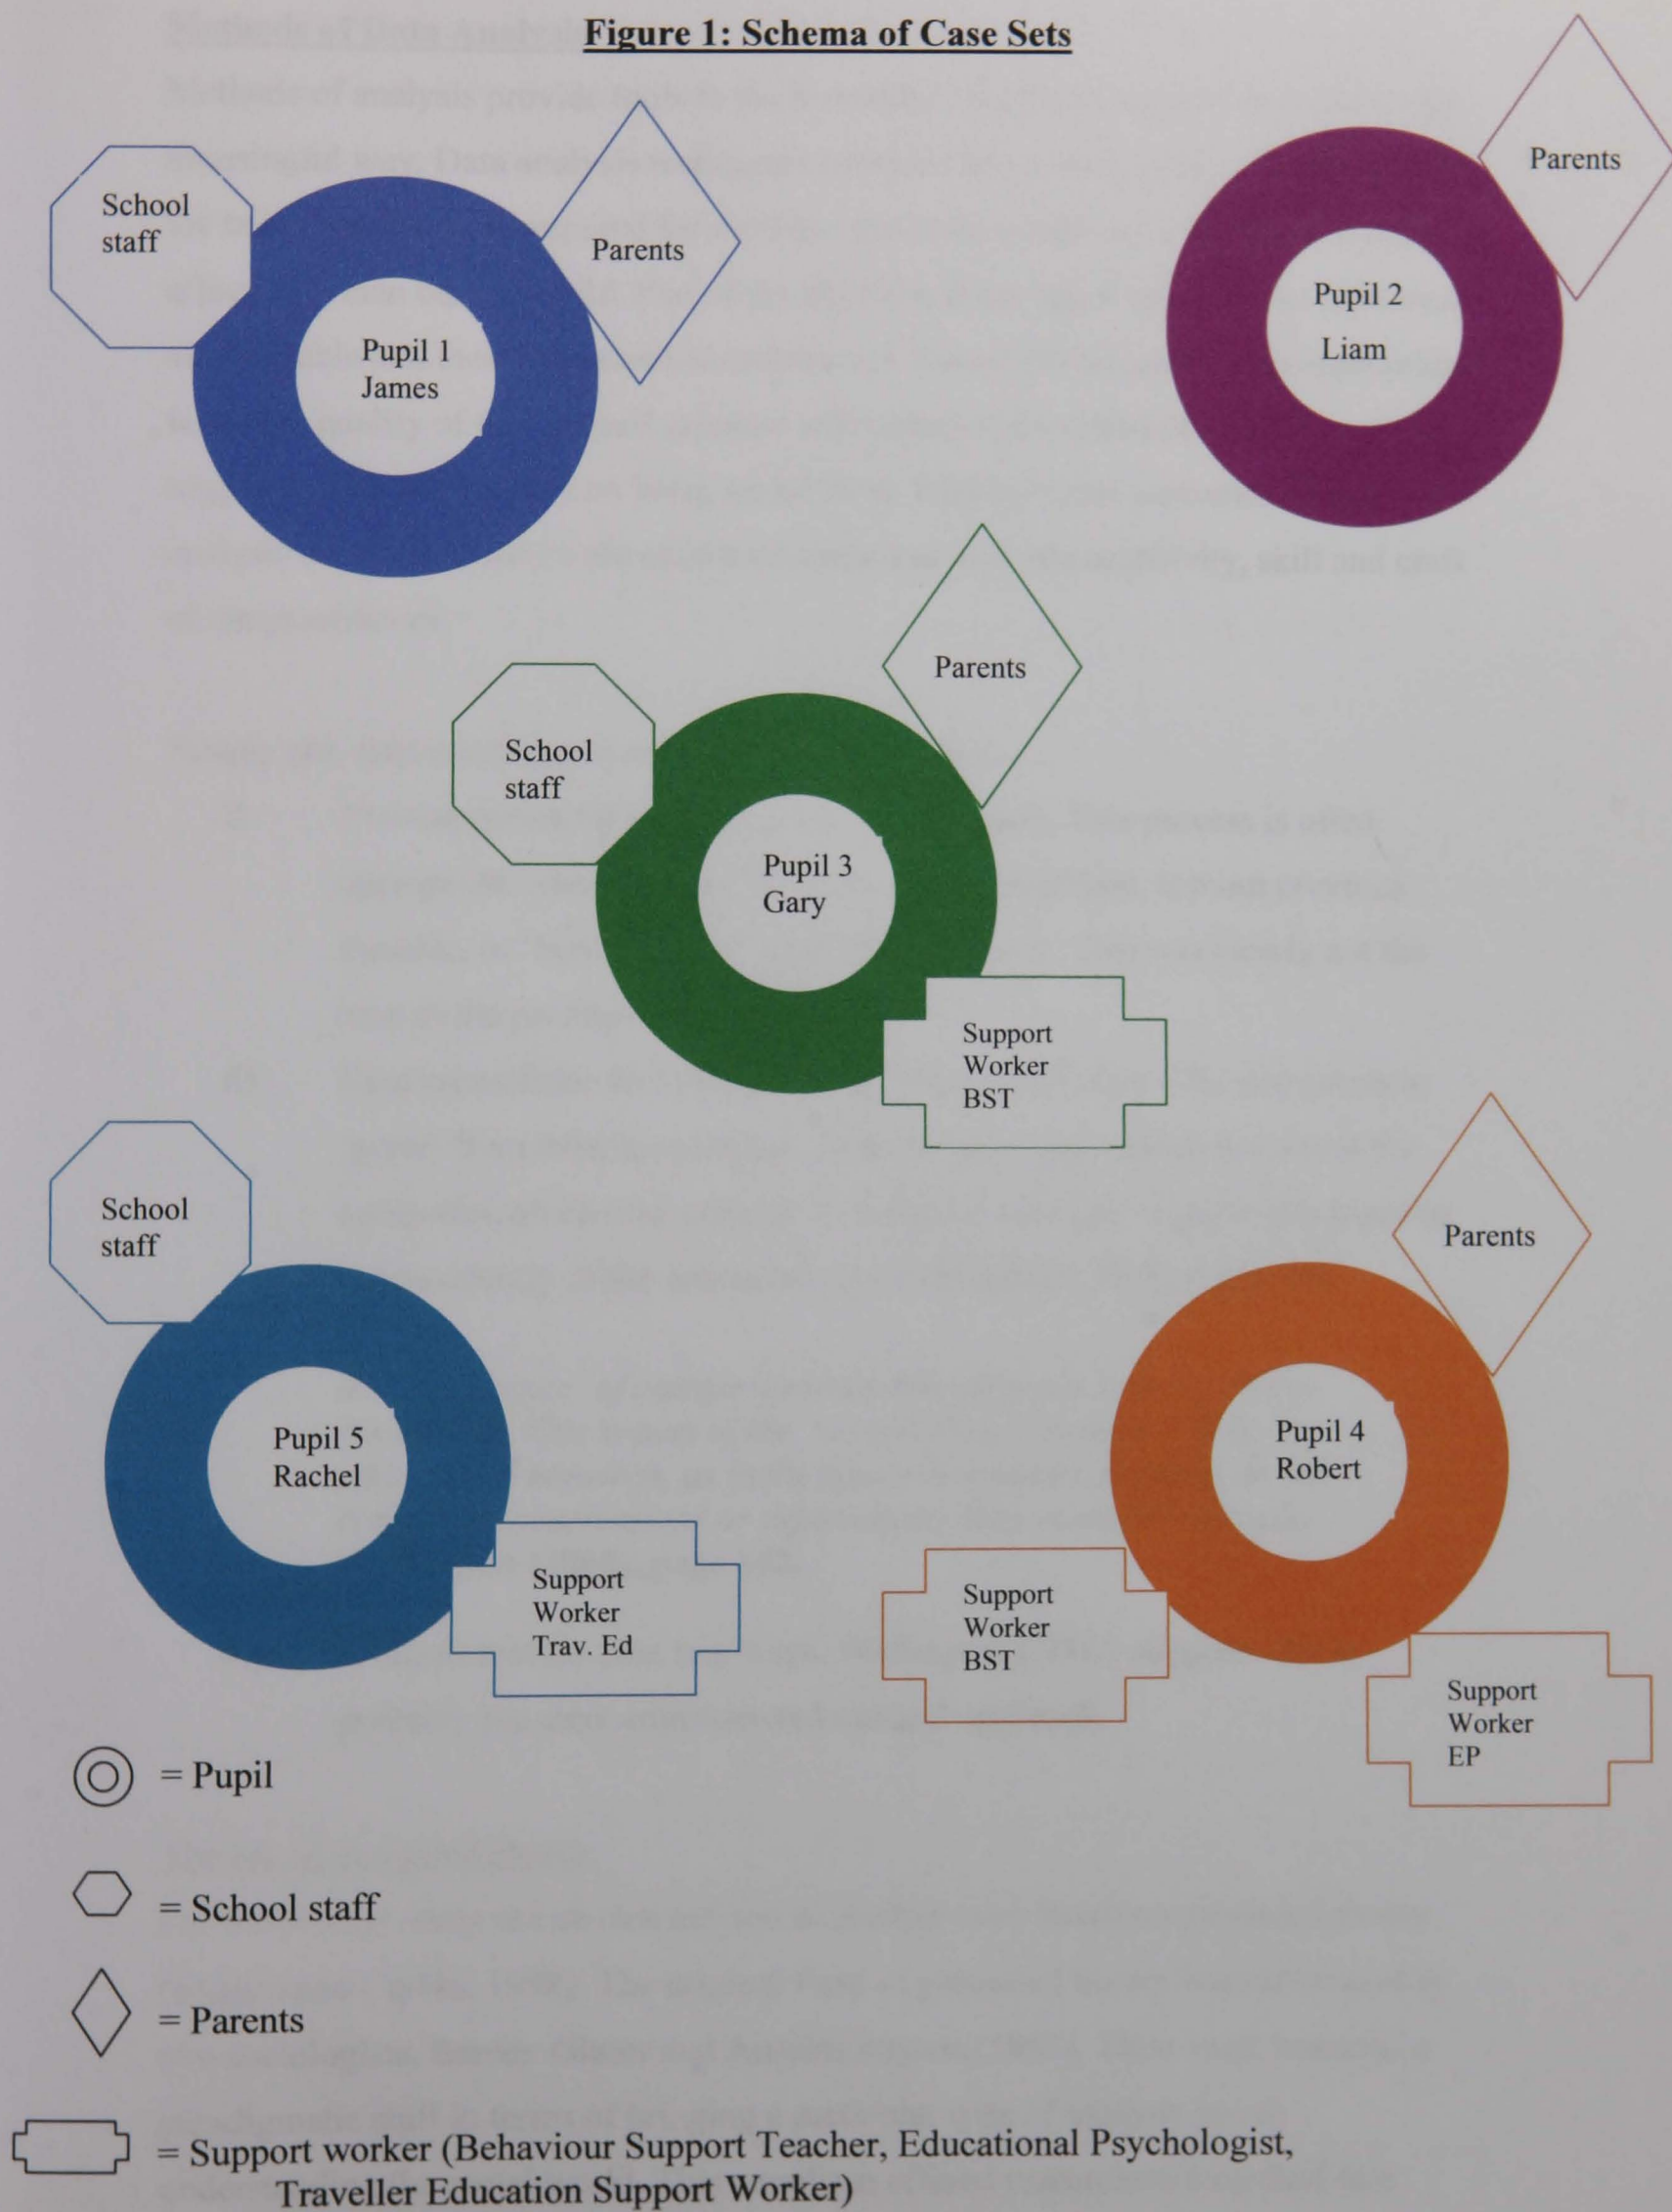 Figure 1: Schema of Case Sets
School
staff
Parents
Pupil 1
James
Parents
Pupil 2
Liam
School
staff
Parents
Pupil 3
Gary
Support
Worker
BST
School
staff
Pupil 5
Rachel
Support
Worker
Trav. Ed
Parents
Pupil 4
Robert
Support
Worker
BST
Support
Worker
EP
= Pupil
= School staff
= Parents
= Support worker (Behaviour Support Teacher, Educational Psychologist,
Traveller Education Support Worker)